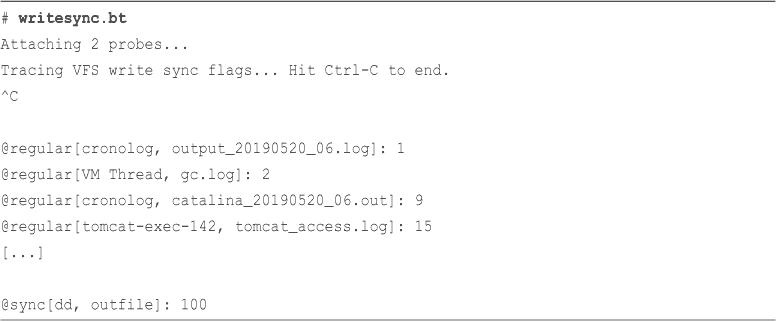 # writesync.bt
Attaching 2 probes...
Tracing VFS write sync flags... Hit Ctrl-C to end.
^C
@regular[cronolog, output_20190520_06.log]: 1
@regular[VM Thread, gc.log]: 2
@regular[cronolog, catalina_20190520_06.out]: 9
@regular[tomcat-exec-142, tomcat_access.log]: 15
[...]
@sync[dd, outfile]: 100